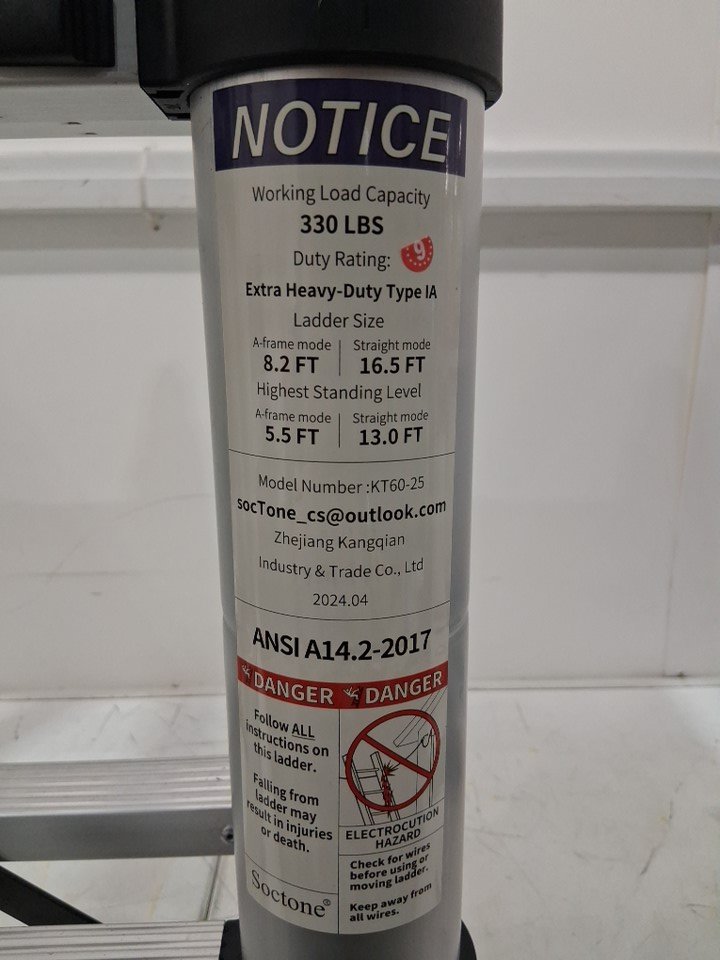 NOTICE
Working Load Capacity
330 LBS
Duty Rating: 9
Extra Heavy-Duty Type IA
Ladder Size
A-frame mode Straight mode
8.2 FT 16.5 FT
Highest Standing Level
A-frame mode Straight mode
5.5 FT 13.0 FT
Model Number :KT60-25
socTone_cs@outlook.com
Zhejiang Kangqian
Industry & Trade Co., Ltd
2024.04
ANSI A14.2-2017
DANGER DANGER
Follow ALL
instructions on
this ladder.
Falling from
ladder may
result in injuries
or death.
Soctone®
ELECTROCUTION
HAZARD
Check for wires
before using or
moving ladder.
Keep away from
all wires.